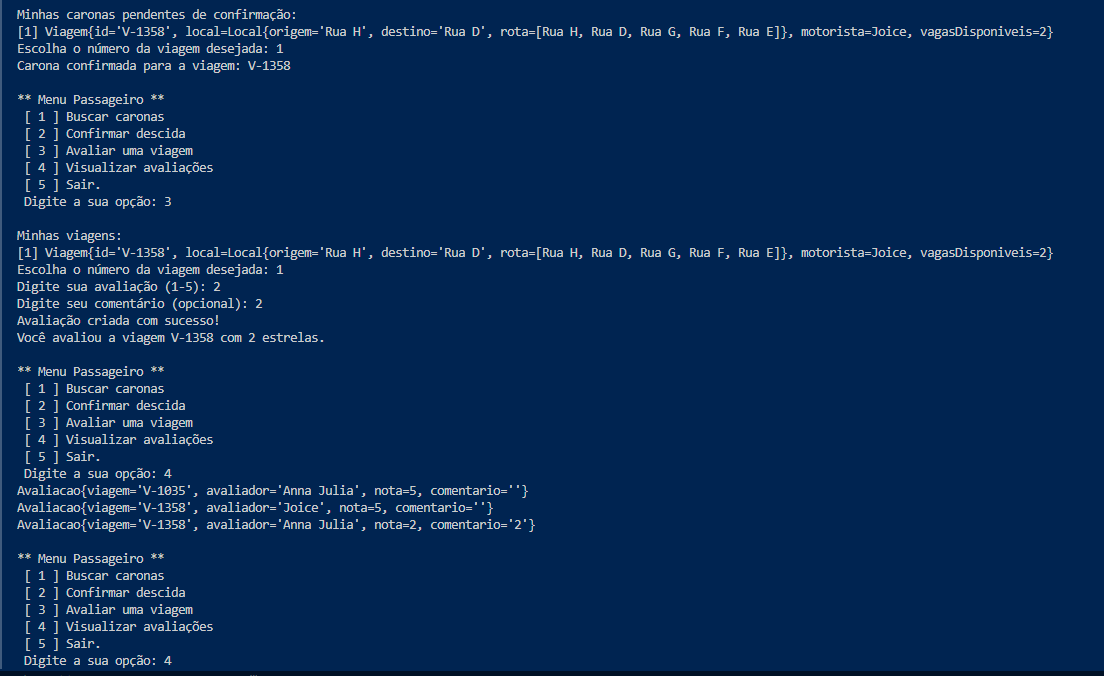 Minhas caronas pendentes de confirmação:
[1] Viagem{id='V-1358', local=Local{origem='Rua H', destino='Rua D', rota=[Rua H, Rua D, Rua G, Rua F, Rua E]}, motorista=Joice, vagasDisponiveis=2}
Escolha o número da viagem desejada: 1
Carona confirmada para a viagem: V-1358

** Menu Passageiro **
[ 1 ] Buscar caronas
[ 2 ] Confirmar descida
[ 3 ] Avaliar uma viagem
[ 4 ] Visualizar avaliações
[ 5 ] Sair.
Digite a sua opção: 3

Minhas viagens:
[1] Viagem{id='V-1358', local=Local{origem='Rua H', destino='Rua D', rota=[Rua H, Rua D, Rua G, Rua F, Rua E]}, motorista=Joice, vagasDisponiveis=2}
Escolha o número da viagem desejada: 1
Digite sua avaliação (1-5): 2
Digite seu comentário (opcional): 2
Avaliação criada com sucesso!
Você avaliou a viagem V-1358 com 2 estrelas.

** Menu Passageiro **
[ 1 ] Buscar caronas
[ 2 ] Confirmar descida
[ 3 ] Avaliar uma viagem
[ 4 ] Visualizar avaliações
[ 5 ] Sair.
Digite a sua opção: 4
Avaliacao{viagem='V-1035', avaliador='Anna Julia', nota=5, comentario=''}
Avaliacao{viagem='V-1358', avaliador='Joice', nota=5, comentario=''}
Avaliacao{viagem='V-1358', avaliador='Anna Julia', nota=2, comentario='2'}

** Menu Passageiro **
[ 1 ] Buscar caronas
[ 2 ] Confirmar descida
[ 3 ] Avaliar uma viagem
[ 4 ] Visualizar avaliações
[ 5 ] Sair.
Digite a sua opção: 4